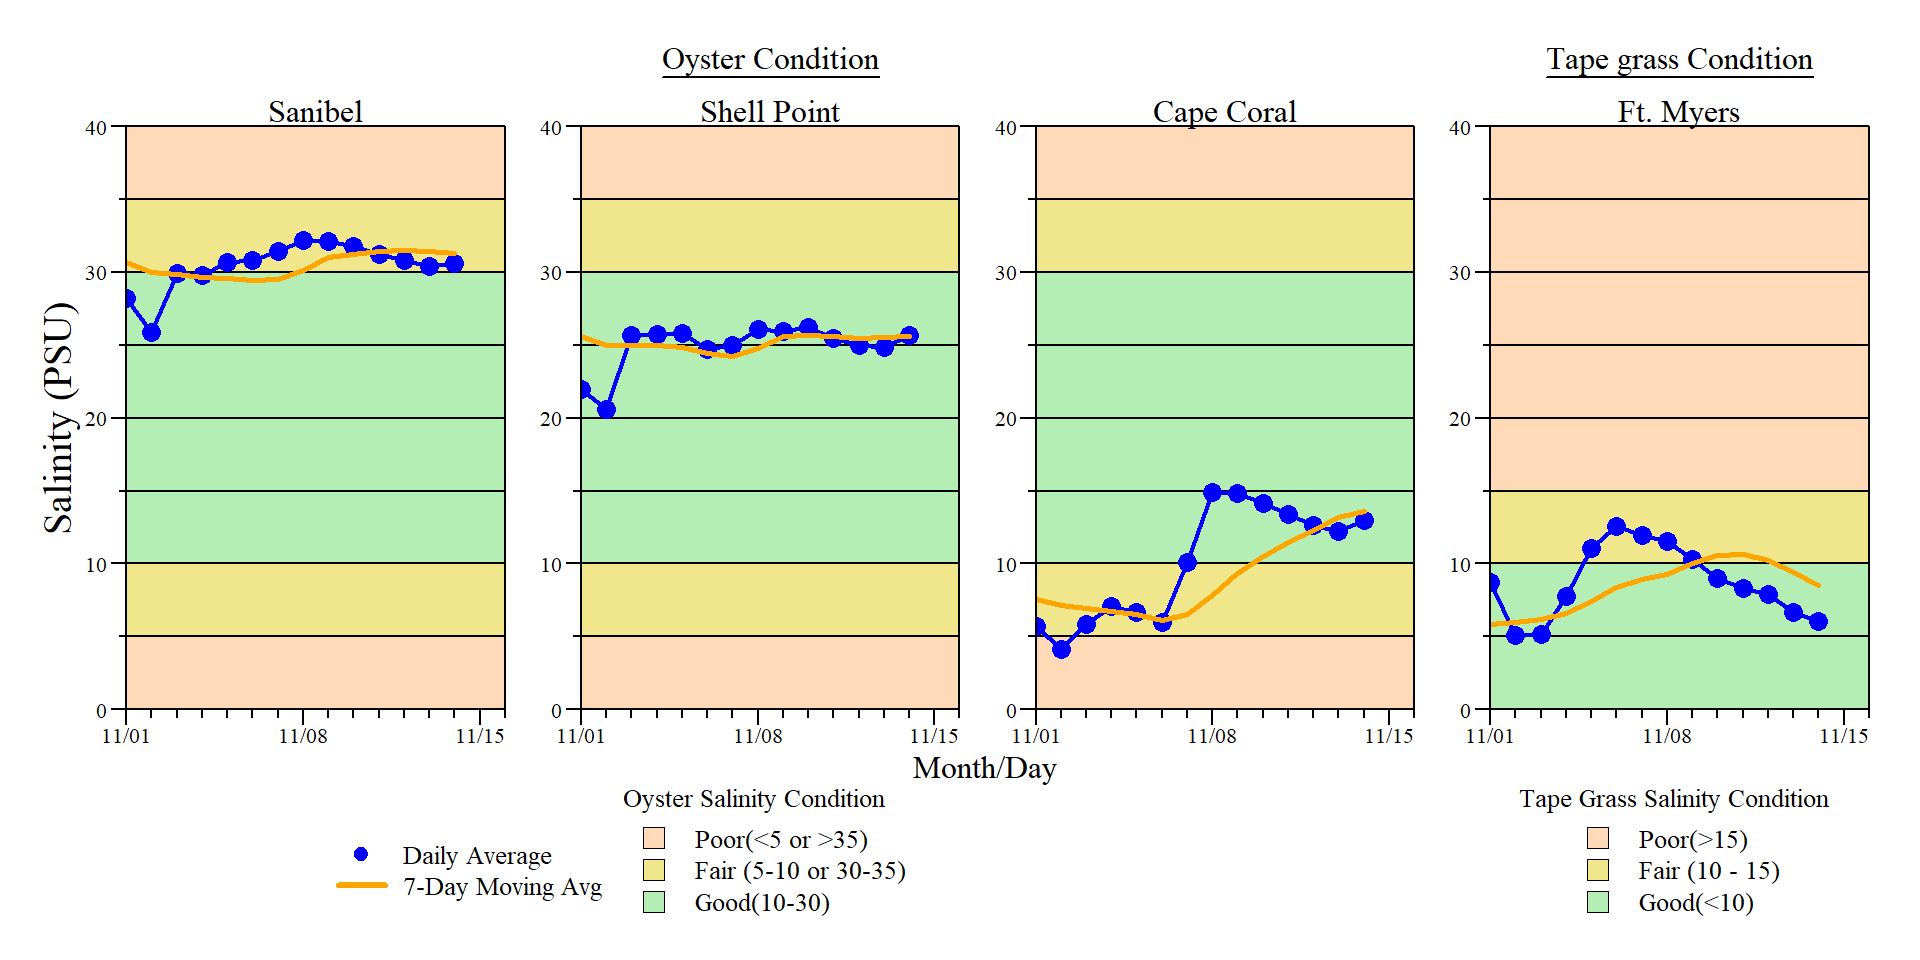 Oyster Condition
Tape grass Condition
Sanibel
Shell Point
Cape Coral
Ft. Myers
Salinity (PSU)
40
30
20
10
0
11/01
11/08
11/15
40
30
20
10
0
11/01
11/08
11/15
40
30
20
10
0
11/01
11/08
11/15
40
30
20
10
0
11/01
11/08
11/15
Month/Day
Daily Average
7-Day Moving Avg
Oyster Salinity Condition
Poor(<5 or >35)
Fair (5-10 or 30-35)
Good(10-30)
Tape Grass Salinity Condition
Poor(>15)
Fair (10 - 15)
Good(<10)